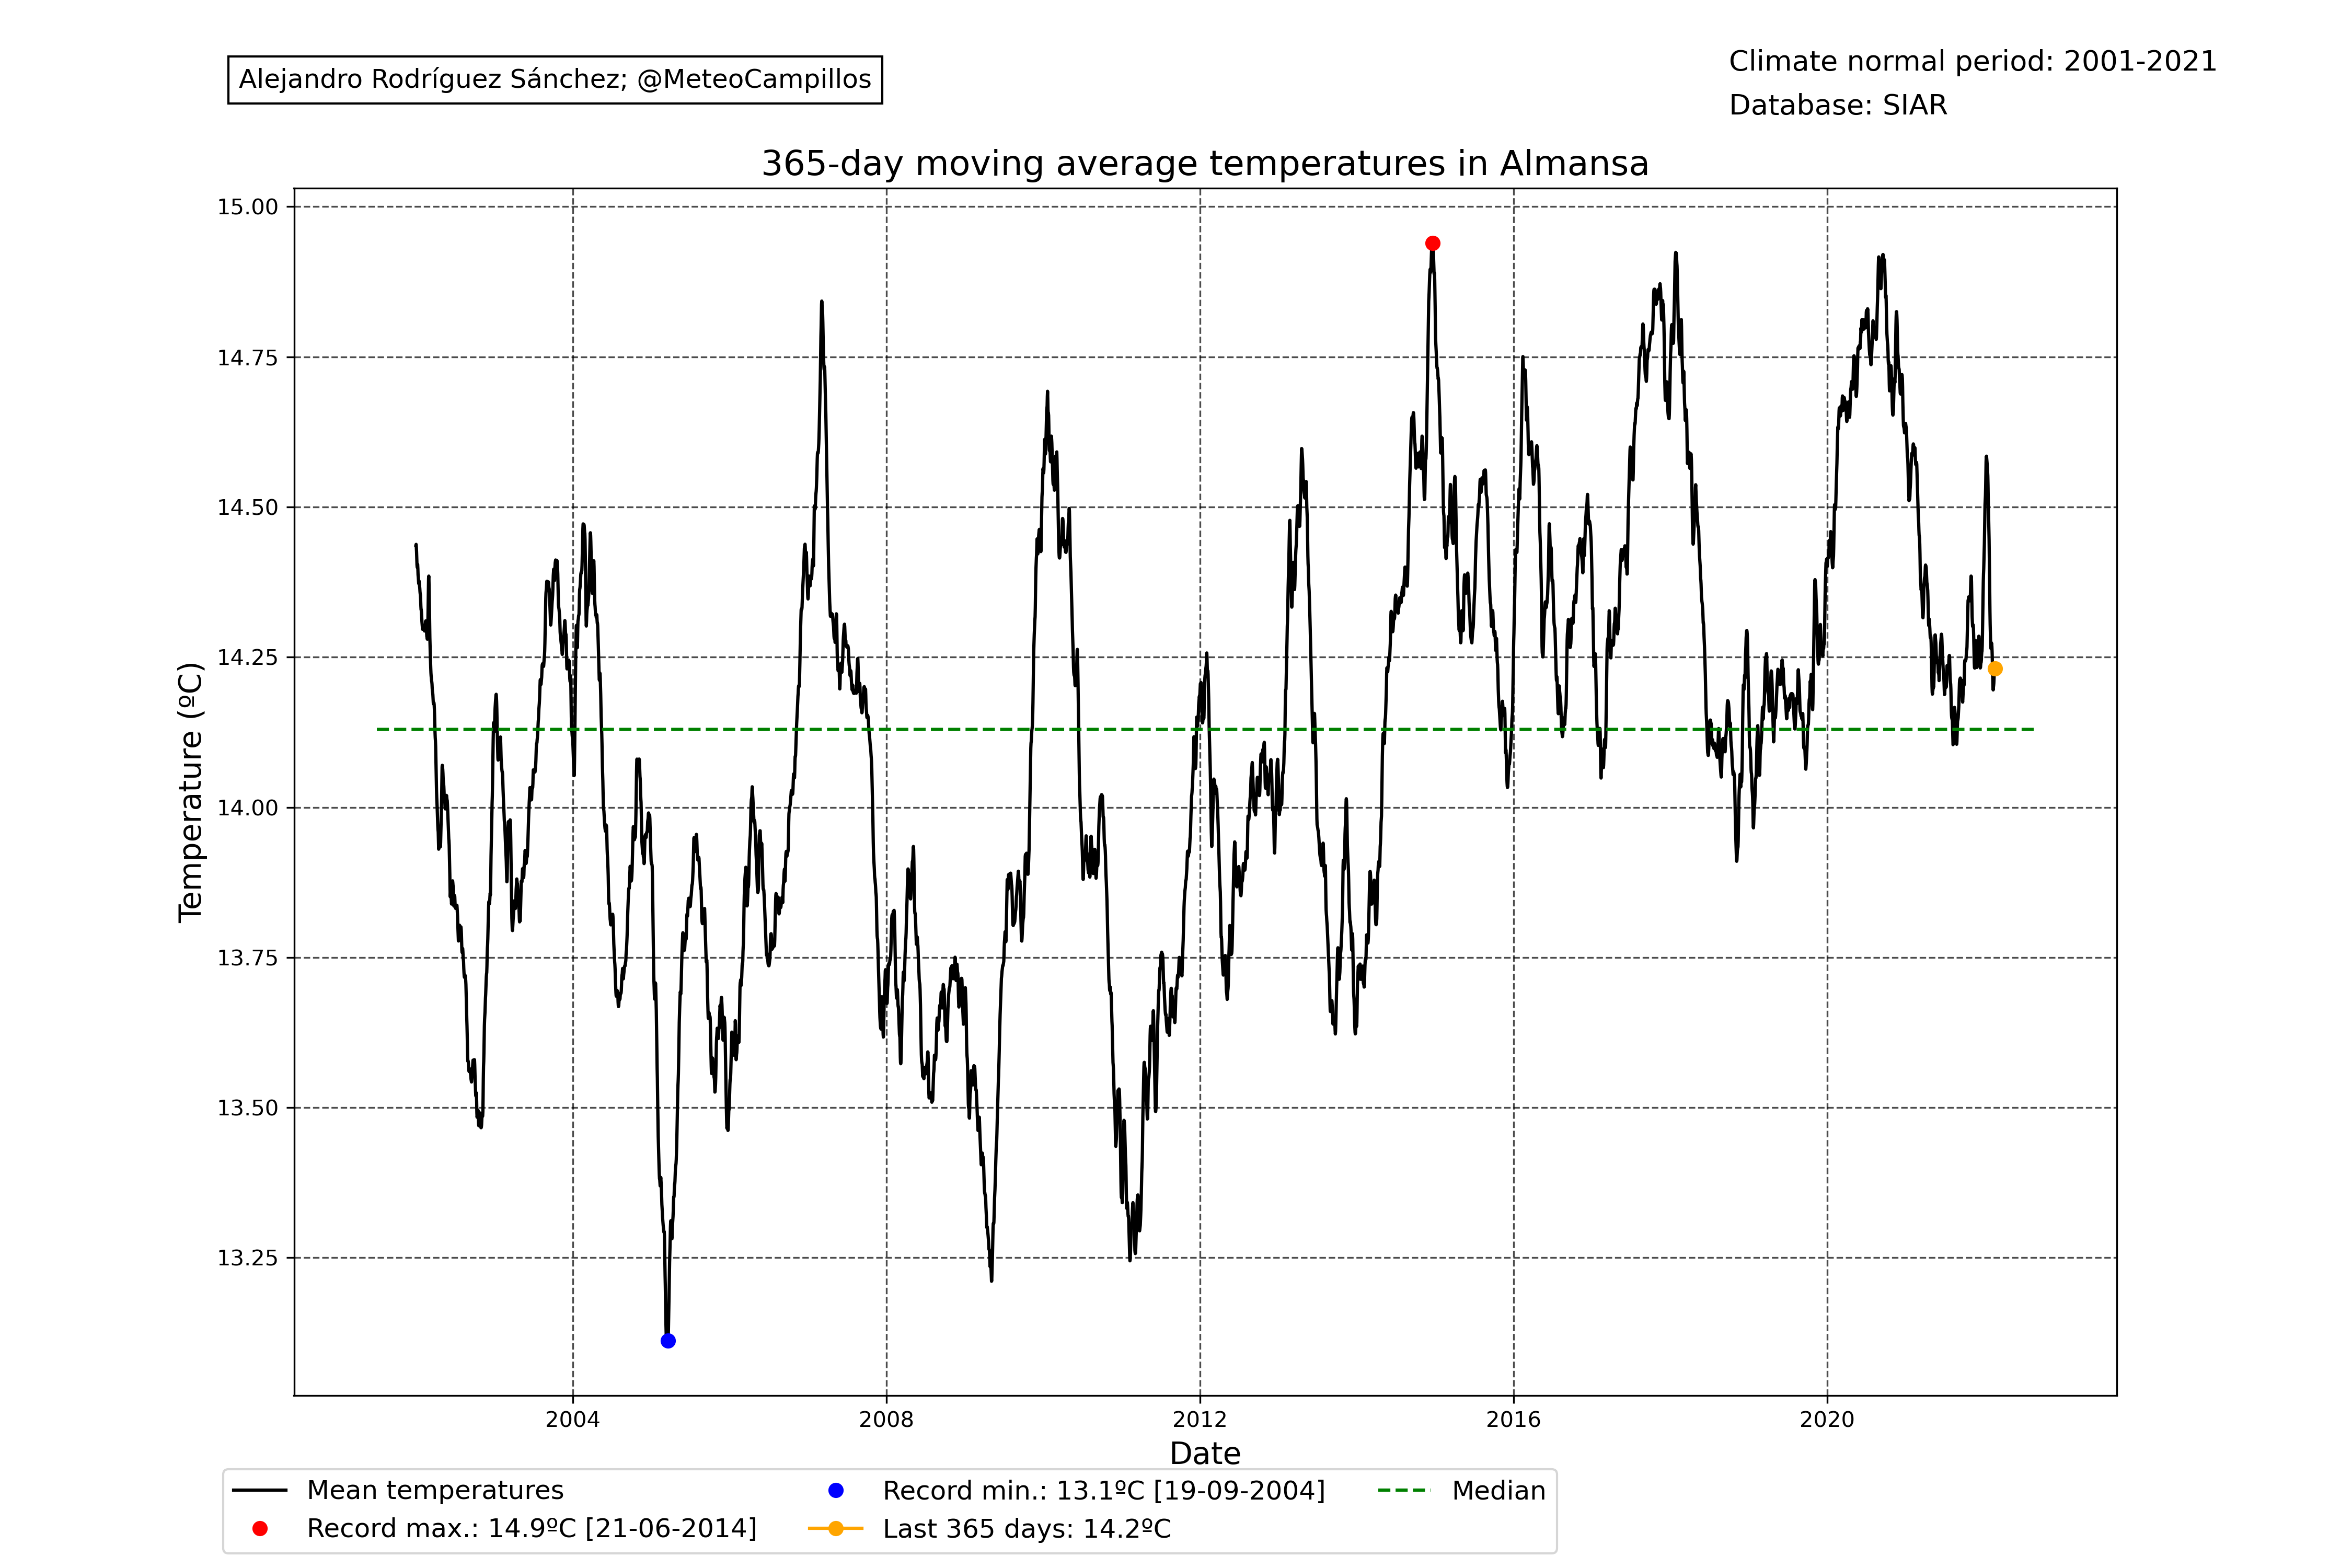 Alejandro Rodríguez Sánchez; @MeteoCampillos
Climate normal period: 2001-2021
Database: SIAR
365-day moving average temperatures in Almansa
15.00
14.75
14.50
14.25
14.00
13.75
13.50
13.25
Temperature (ºC)
2004
2008
2012
2016
2020
Date
Mean temperatures
Record max.: 14.9ºC [21-06-2014]
Record min.: 13.1ºC [19-09-2004]
Last 365 days: 14.2ºC
Median